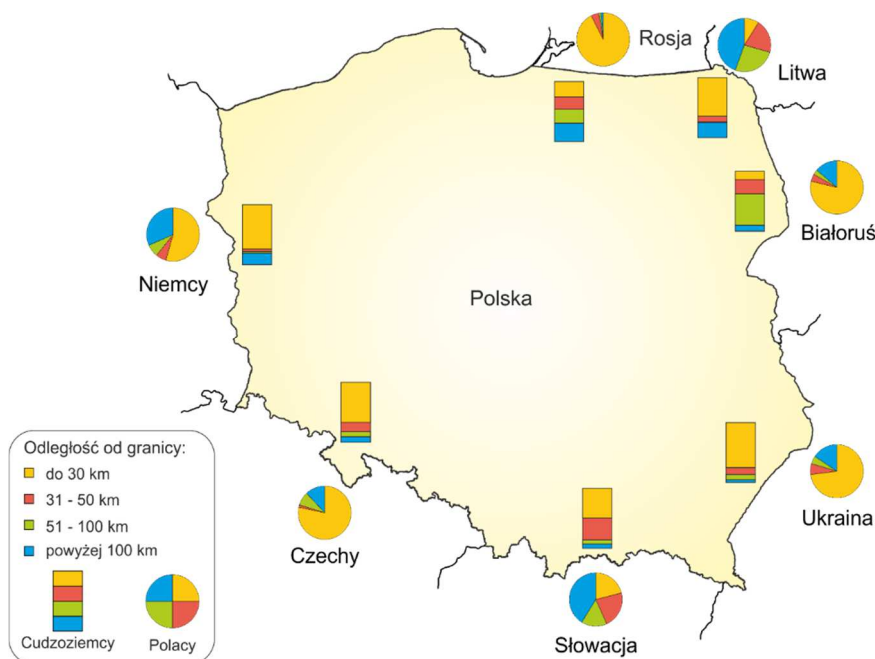 Rosja
Litwa
Białoruś
Niemcy
Polska
Odległość od granicy:
do 30 km
31 - 50 km
51 - 100 km
powyżej 100 km
Cudzoziemcy
Polacy
Czechy
Ukraina
Słowacja